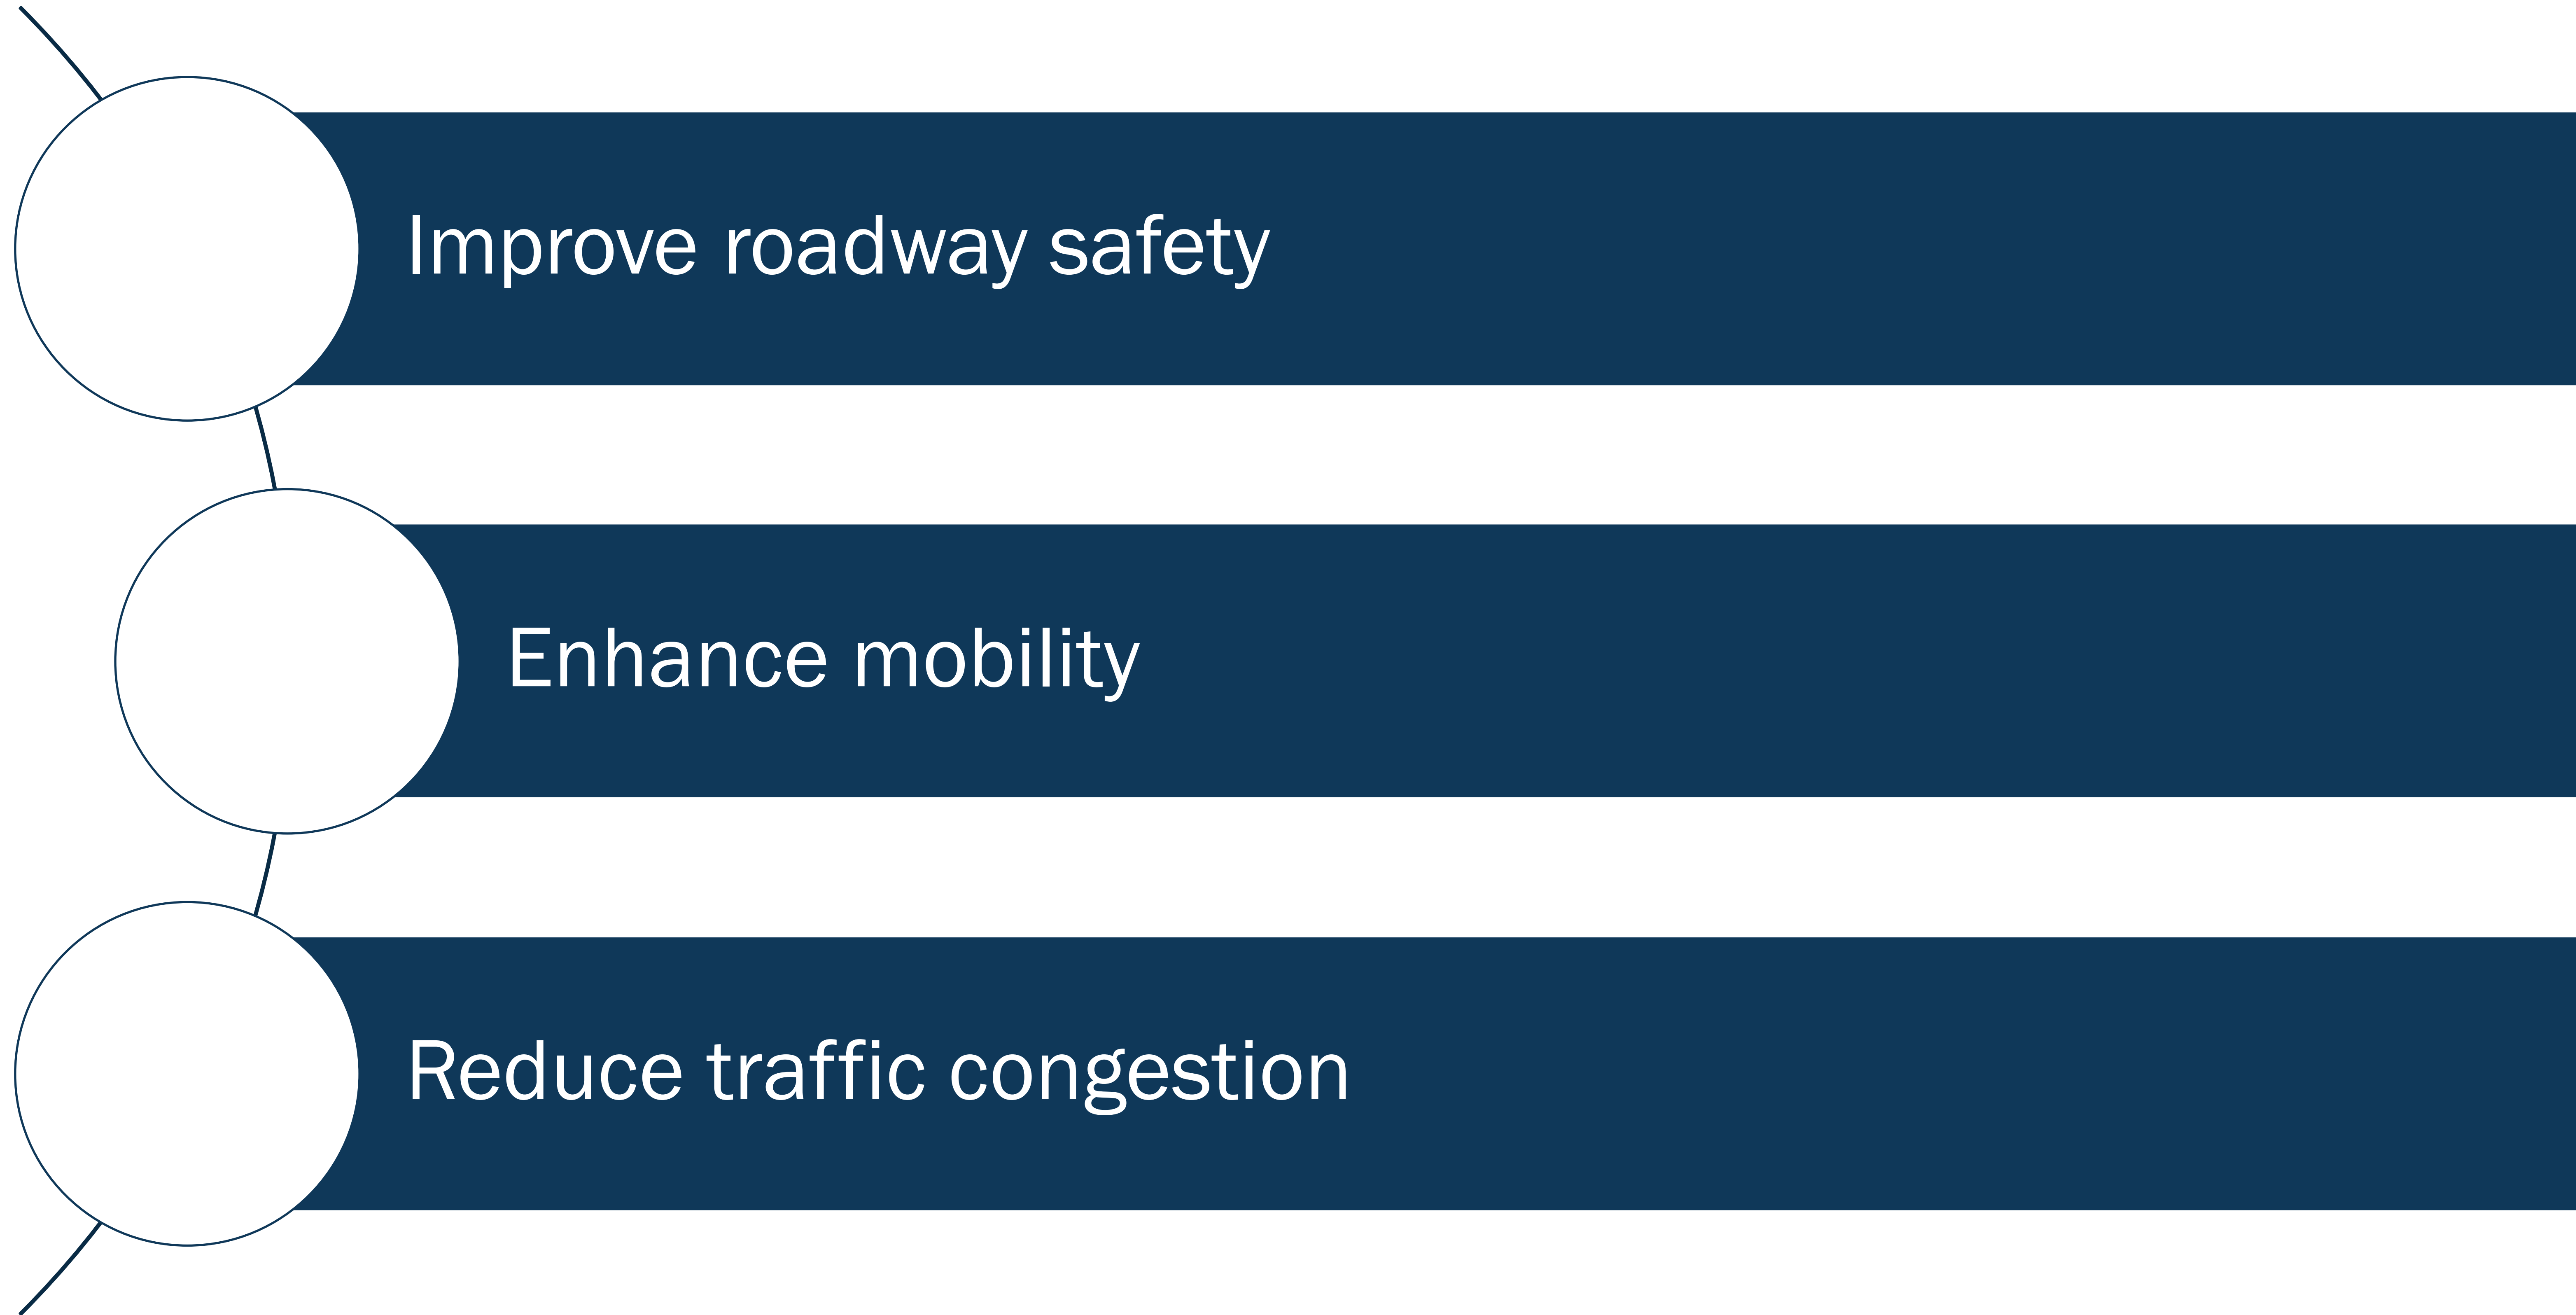 Improve roadway safety
Enhance mobility
Reduce traffic congestion